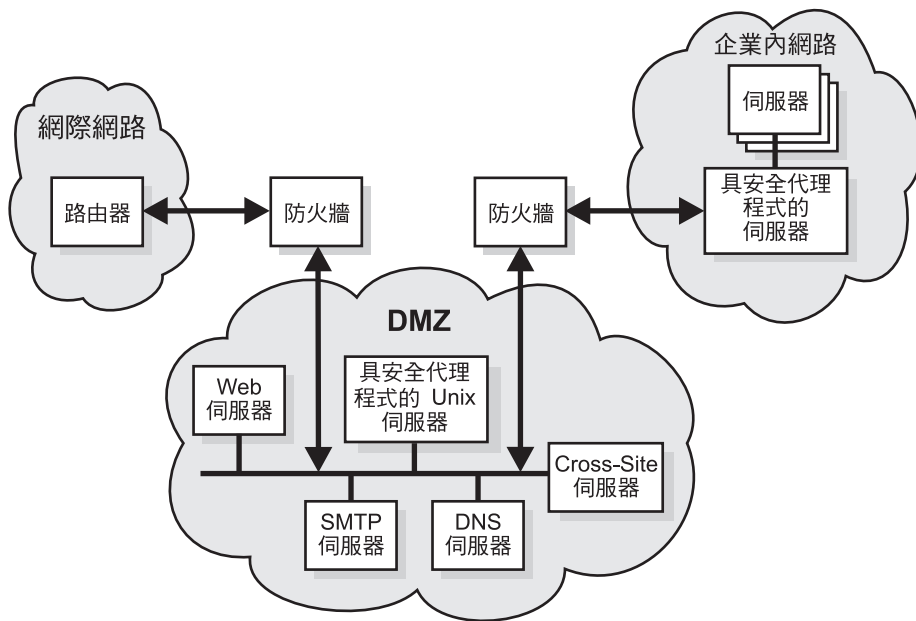 企業內網路
伺服器
網際網路
路由器
防火牆
防火牆
具安全代理
程式的
伺服器
DMZ
Web
伺服器
具安全代理
程式的 Unix
伺服器
Cross-Site
伺服器
SMTP
伺服器
DNS
伺服器